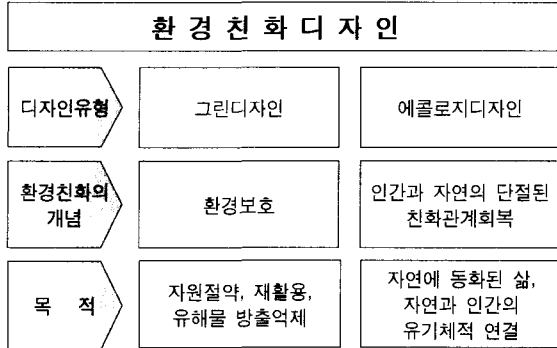 환 경 친 화 디 자 인
디자인유형
그린디자인
에콜로지디자인
환경친화의
개념
환경보호
인간과 자연의 단절된
친화관계회복
목 적
자원절약, 재활용,
유해물 방출억제
자연에 동화된 삶,
자연과 인간의
유기체적 연결